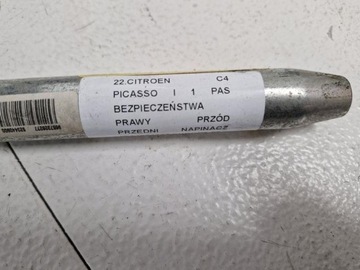 22.CITROEN C4
PICASSO I 1 PAS
BEZPIECZEŃSTWA
PRAWY PRZÓD
PRZEDNI NAPINACZ